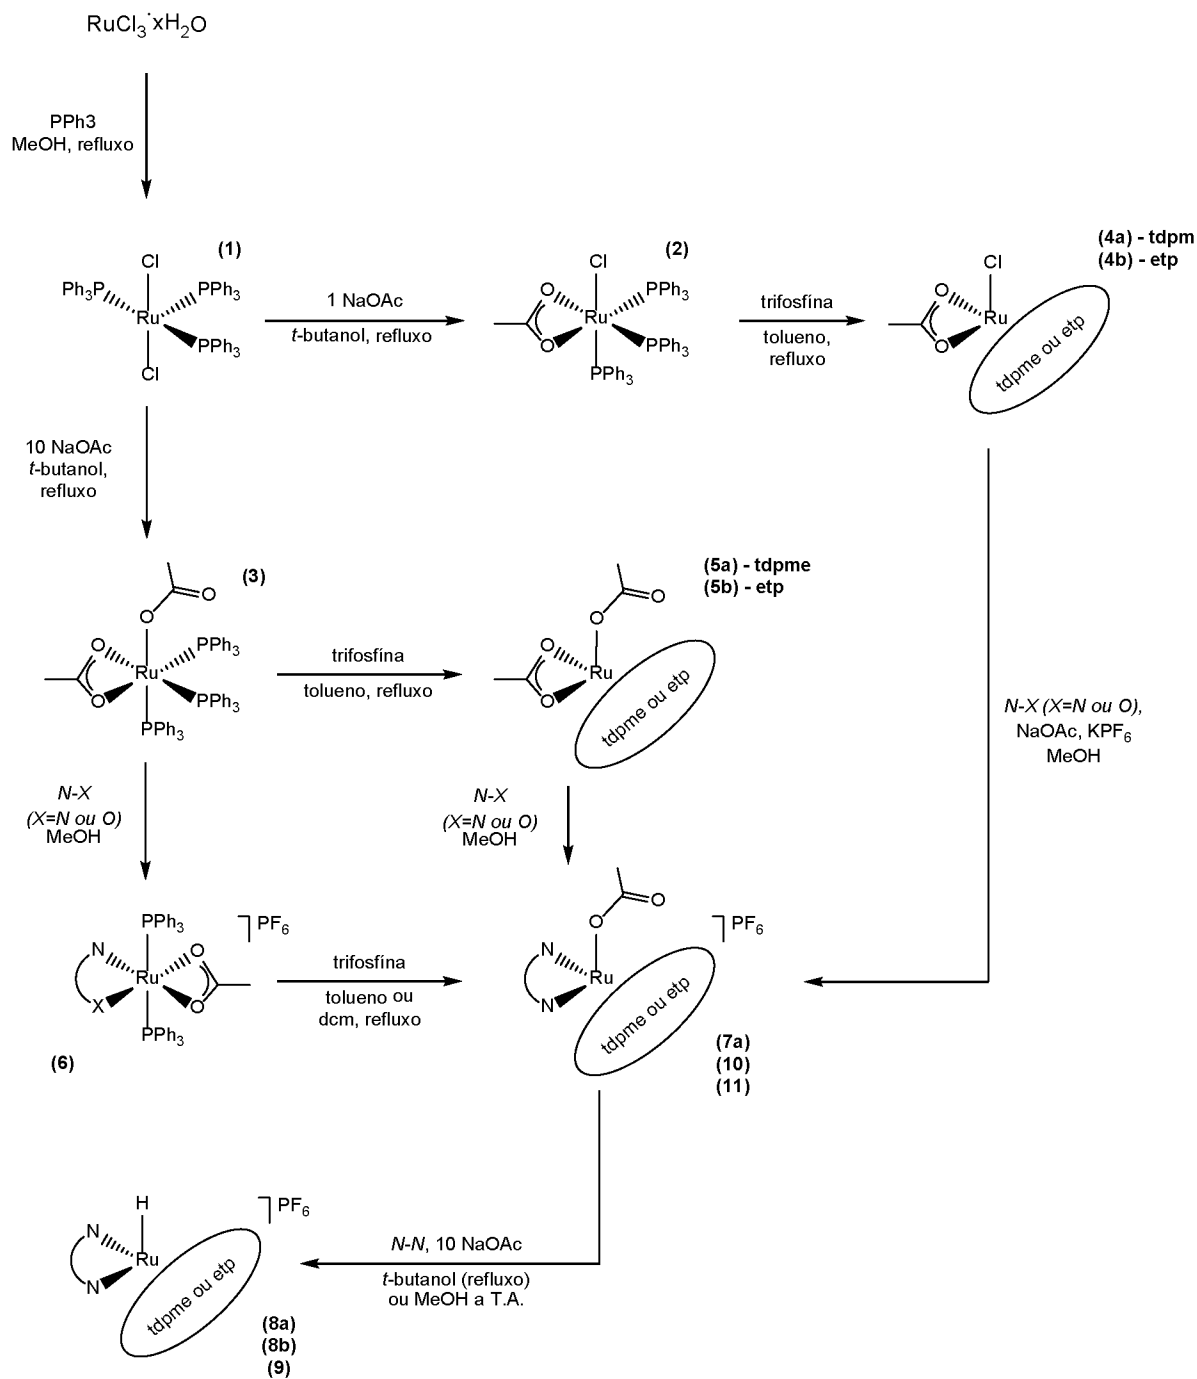 RuCl3·xH2O
PPh3
MeOH, refluxo
(1)
Cl
Ph3P
PPh3
Ru
PPh3
Cl
1 NaOAc
t-butanol, refluxo
(2)
Cl
O
PPh3
Ru
O
PPh3
PPh3
trifosfína
tolueno,
refluxo
(4a) - tdpm
(4b) - etp
Cl
O
Ru
O
tdpme ou etp
10 NaOAc
t-butanol,
refluxo
(3)
O
O
O
PPh3
Ru
O
PPh3
PPh3
trifosfína
tolueno, refluxo
(5a) - tdpme
(5b) - etp
O
O
O
Ru
O
tdpme ou etp
N-X (X=N ou O),
NaOAc, KPF6
MeOH
N-X
(X=N ou O)
MeOH
N-X
(X=N ou O)
MeOH
PPh3
PF6
N
O
Ru
X
O
PPh3
(6)
trifosfína
tolueno ou
dcm, refluxo
O
O
PF6
N
Ru
N
tdpme ou etp
(7a)
(10)
(11)
H
PF6
N
Ru
N
tdpme ou etp
(8a)
(8b)
(9)
N-N, 10 NaOAc
t-butanol (refluxo)
ou MeOH a T.A.